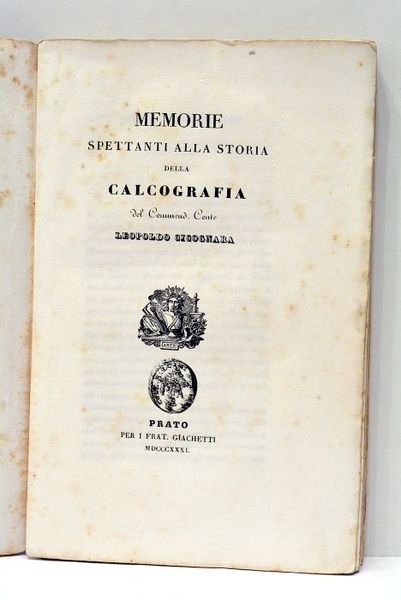 MEMORIE
SPETTANTI ALLA STORIA
DELLA
CALCOGRAFIA
del Commend. Conte
LEOPOLDO CICOGNARA
PRATO
PER I FRAT. GIACHETTI
MDCCCXXXI.